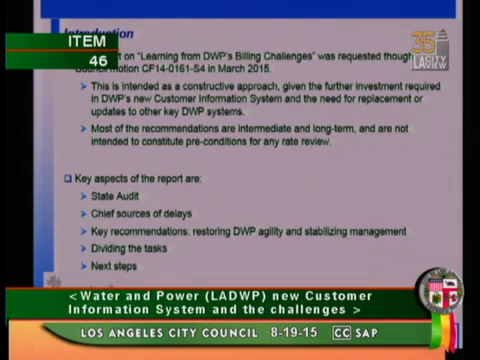 Introduction
ITEM
46
35
LA CITY
VIEW
on “Learning from DWP’s Billing Challenges” was requested though
Council motion CF14-0161-S4 in March 2015.
This is intended as a constructive approach, given the further investment required
in DWP’s new Customer Information System and the need for replacement or
updates to other key DWP systems.
Most of the recommendations are intermediate and long-term, and are not
intended to constitute pre-conditions for any rate review.
Key aspects of the report are:
State Audit
Chief sources of delays
Key recommendations: restoring DWP agility and stabilizing management
Dividing the tasks
Next steps
< Water and Power (LADWP) new Customer
Information System and the challenges >
LOS ANGELES CITY COUNCIL 8-19-15 CC SAP